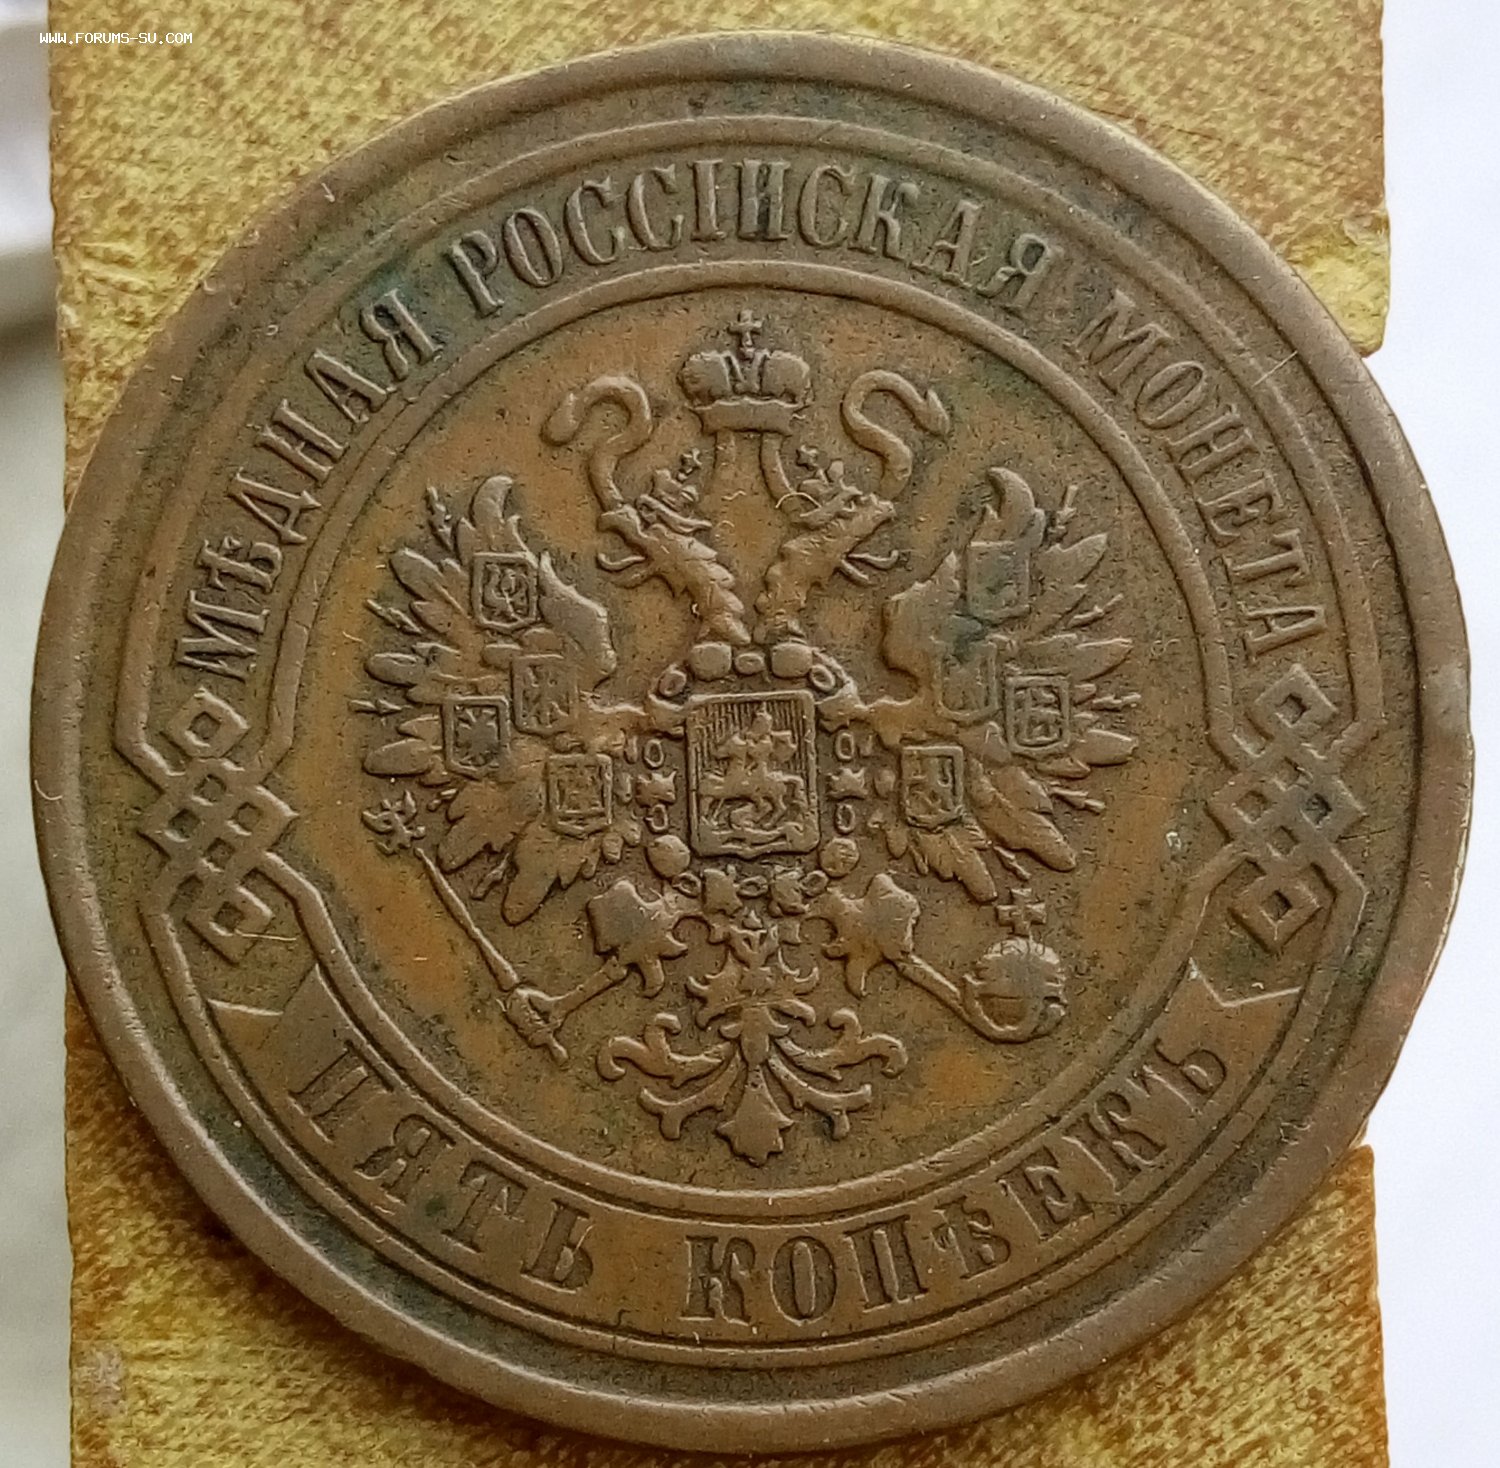 WWW.FORUMS-SU.COM
МѢДНАЯ РОССІЙСКАЯ МОНЕТА
ПЯТЬ КОПѢЕКЪ